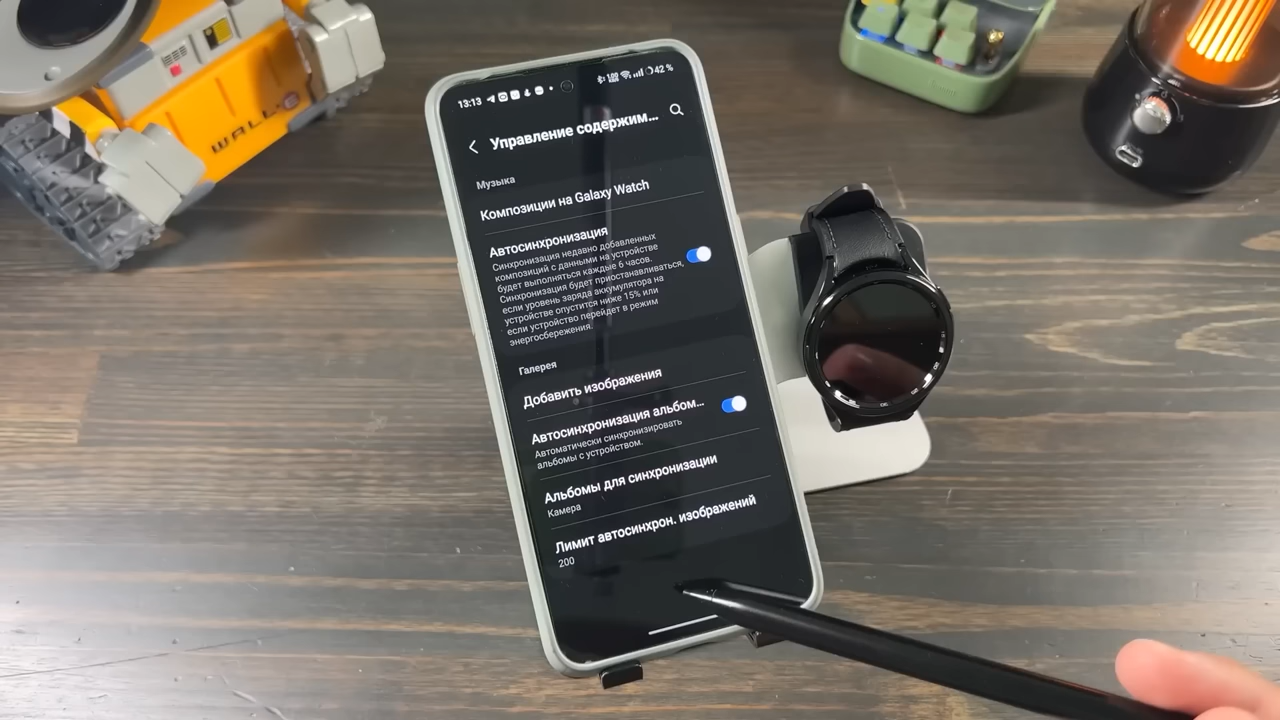 WALL•E
13:13
42 %
Управление содержим...
Музыка
Композиции на Galaxy Watch
Автосинхронизация
Синхронизация недавно добавленных
композиций с данными на устройстве
будет выполняться каждые 6 часов.
Синхронизация будет приостанавливаться,
если уровень заряда аккумулятора на
устройстве опустится ниже 15% или
если устройство перейдет в режим
энергосбережения.
Галерея
Добавить изображения
Автосинхронизация альбом...
Автоматически синхронизировать
альбомы с устройством.
Альбомы для синхронизации
Камера
Лимит автосинхрон. изображений
200